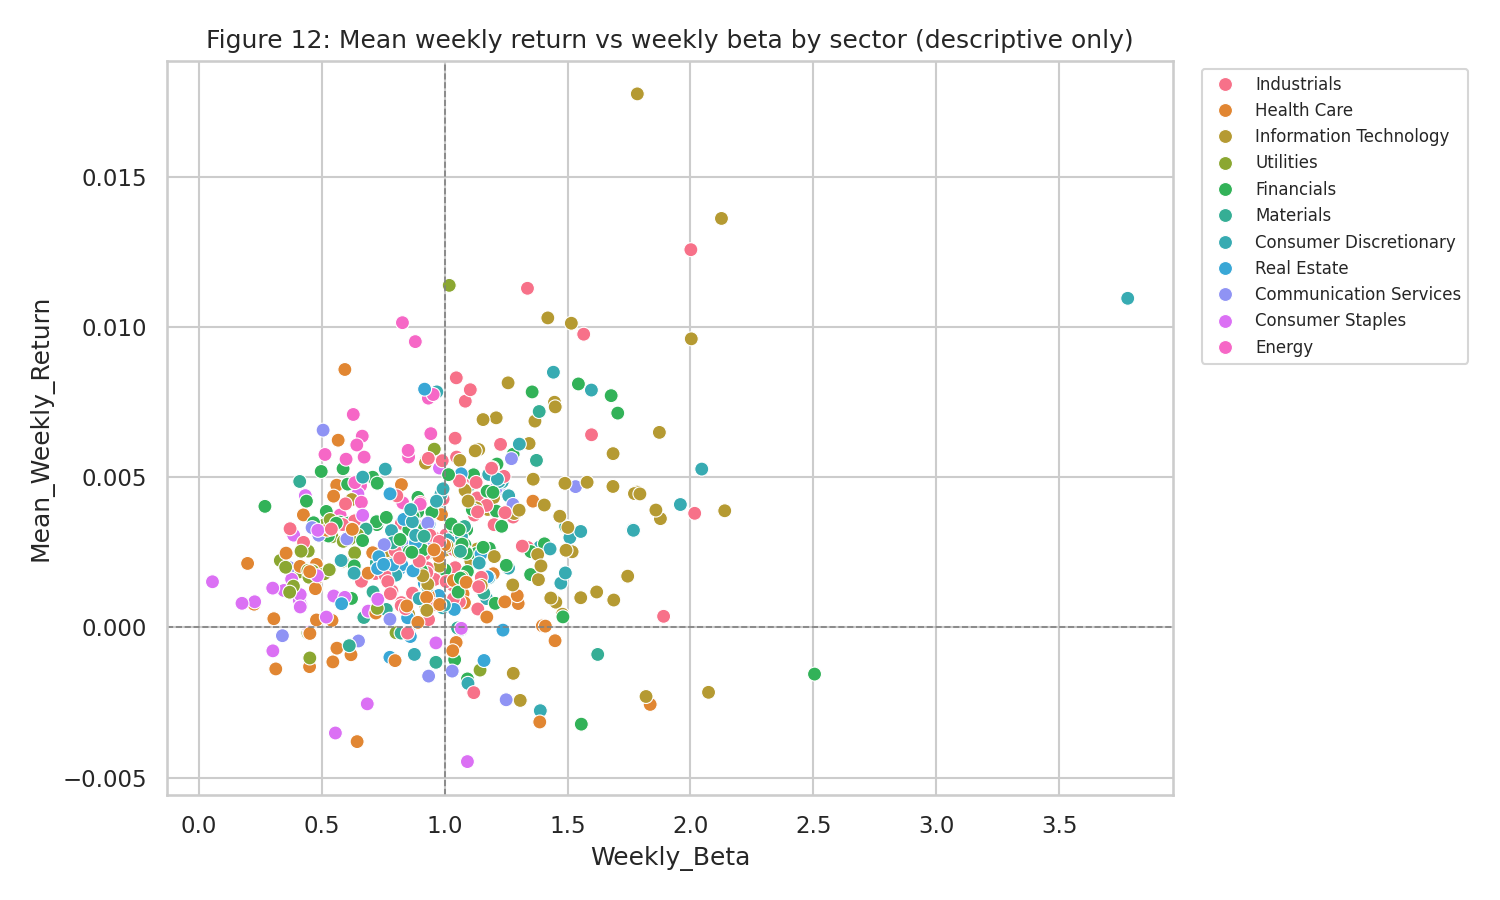 Figure 12: Mean weekly return vs weekly beta by sector (descriptive only)
Industrials
Health Care
Information Technology
Utilities
Financials
Materials
Consumer Discretionary
Real Estate
Communication Services
Consumer Staples
Energy
Mean_Weekly_Return
0.015
0.010
0.005
0.000
−0.005
0.0 0.5 1.0 1.5 2.0 2.5 3.0 3.5
Weekly_Beta